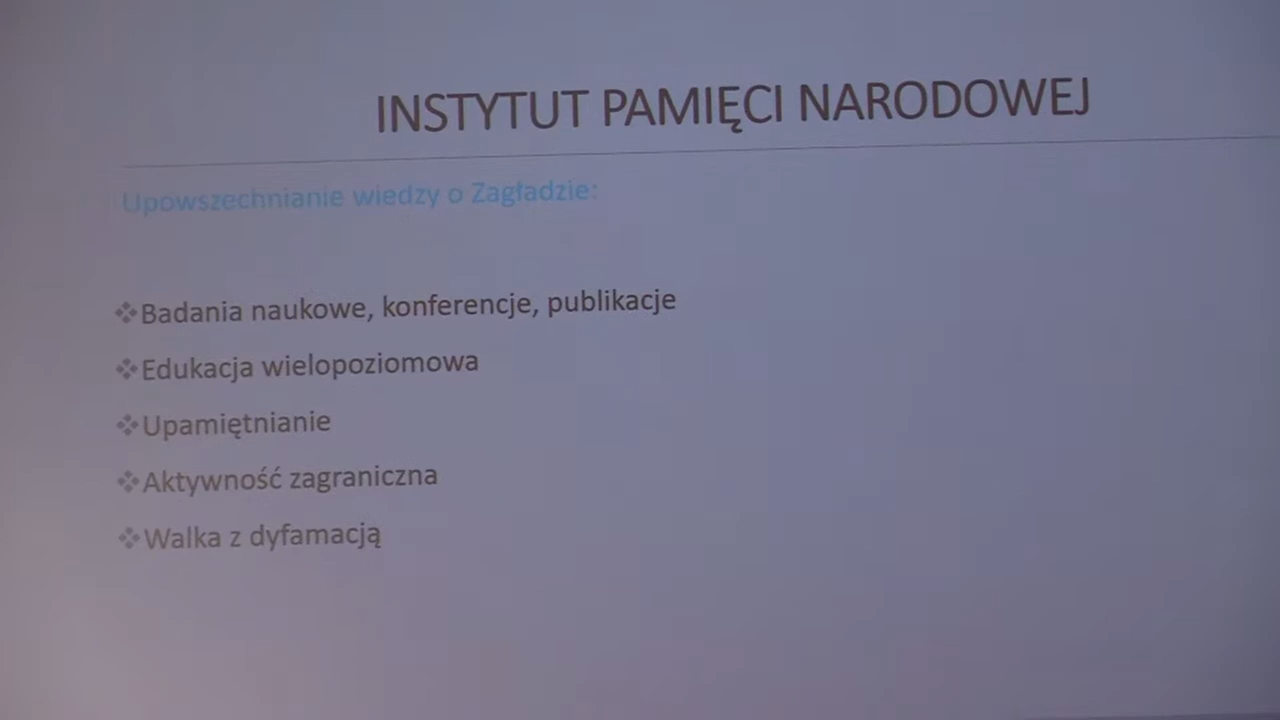 INSTYTUT PAMIĘCI NARODOWEJ
Upowszechnianie wiedzy o Zagładzie:
❖Badania naukowe, konferencje, publikacje
❖Edukacja wielopoziomowa
❖Upamiętnianie
❖Aktywność zagraniczna
❖Walka z dyfamacją